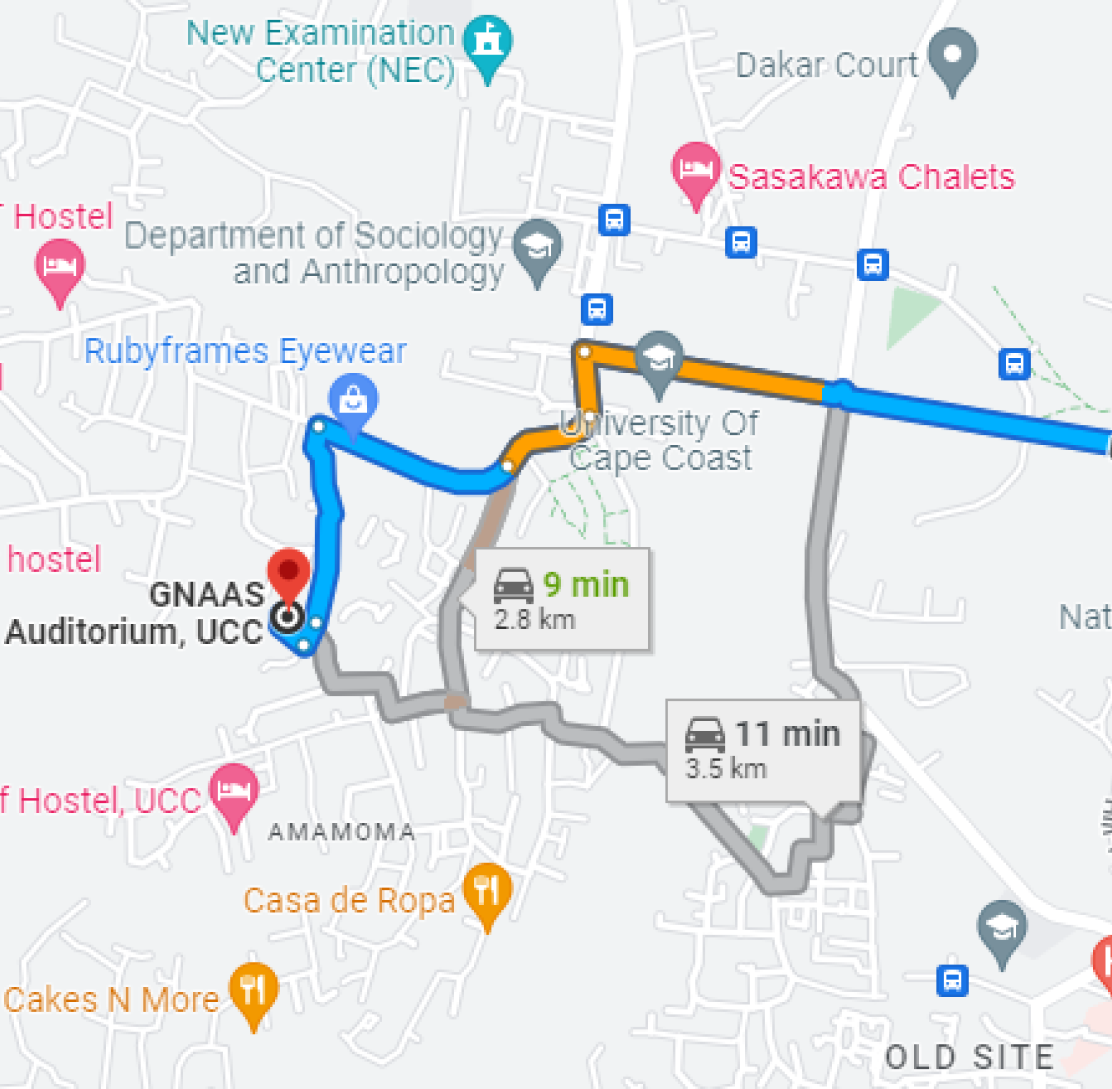 New Examination
Center (NEC)
Dakar Court
Sasakawa Chalets
Hostel
Department of Sociology
and Anthropology
Rubyframes Eyewear
University Of
Cape Coast
hostel
GNAAS
Auditorium, UCC
9 min
2.8 km
Nat
11 min
3.5 km
f Hostel, UCC
AMAMOMA
Casa de Ropa
Cakes N More
OLD SITE